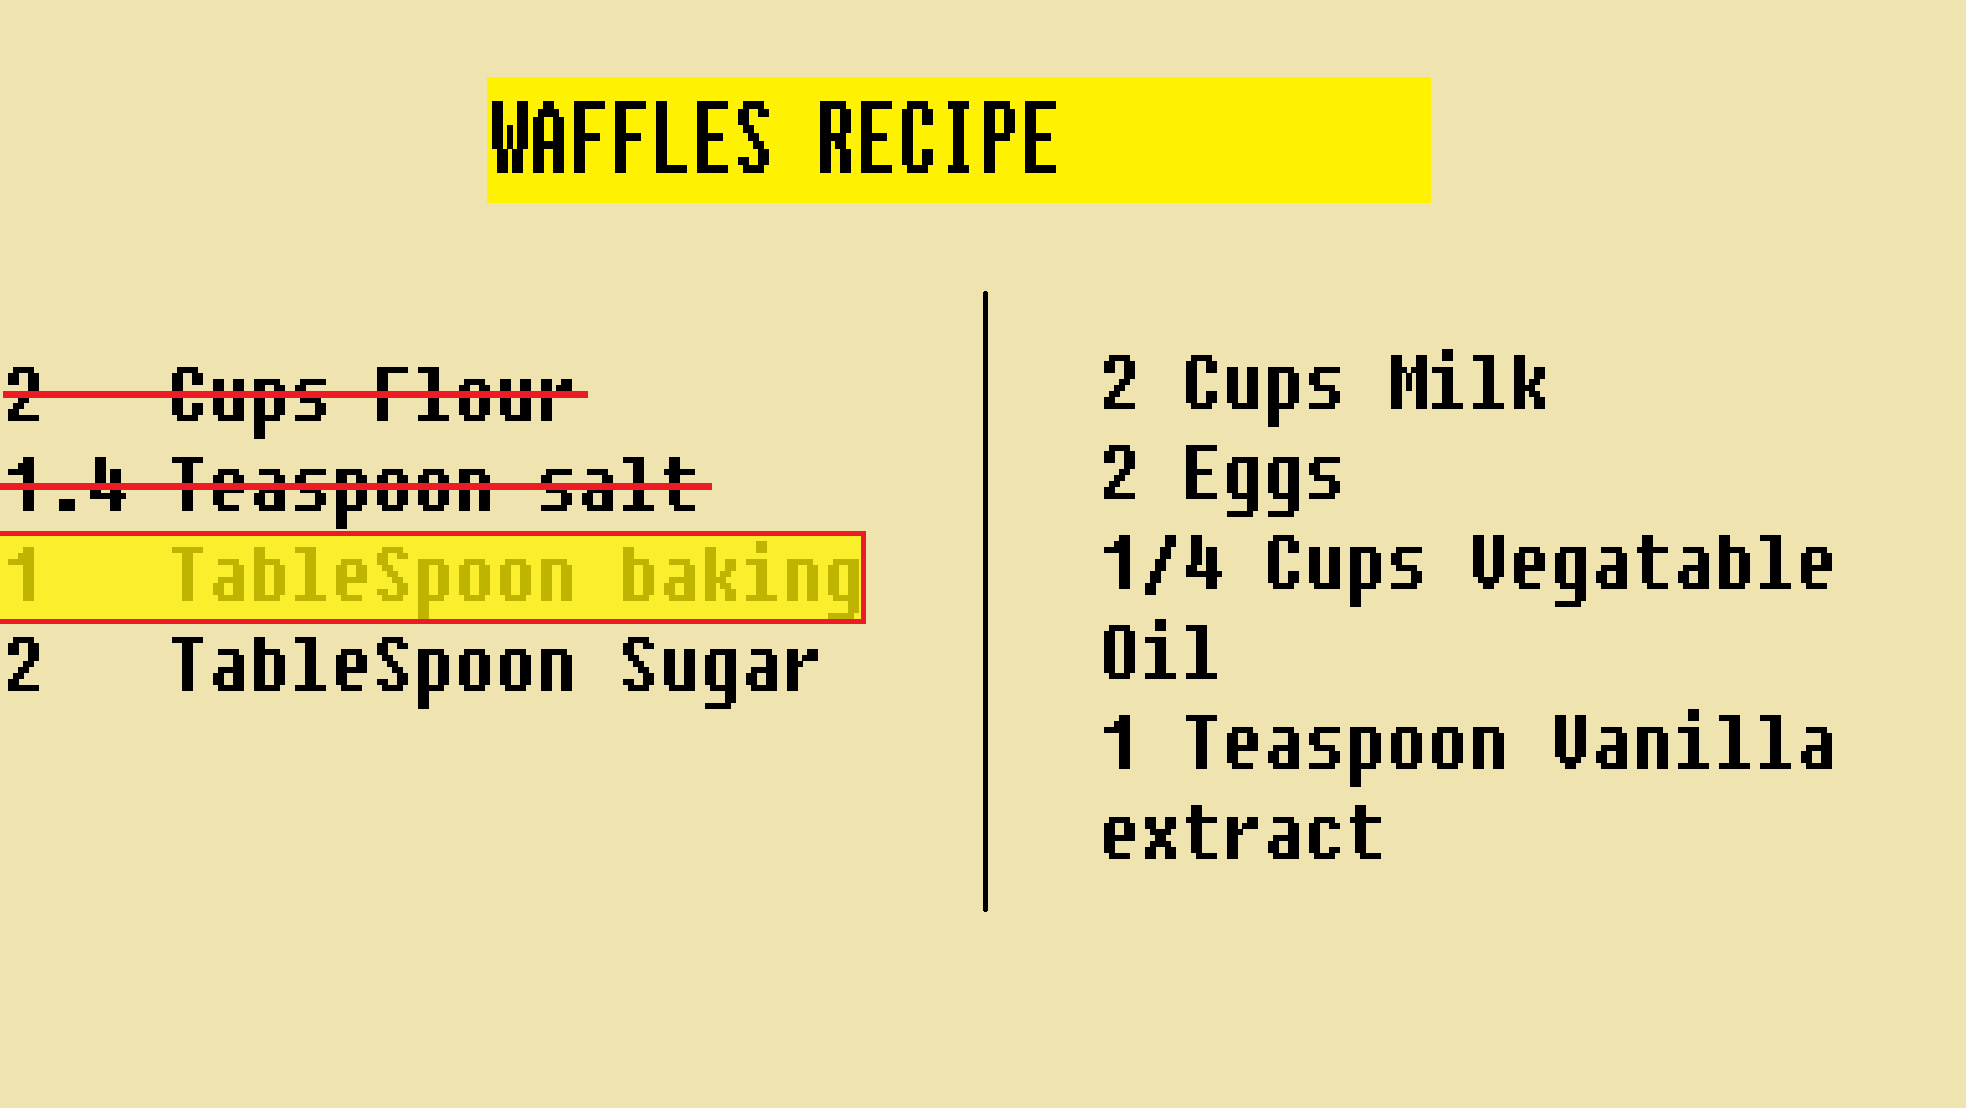 WAFFLES RECIPE
2 Cups Flour
1.4 Teaspoon salt
1 TableSpoon baking
2 TableSpoon Sugar
2 Cups Milk
2 Eggs
1/4 Cups Vegatable
Oil
1 Teaspoon Vanilla
extract